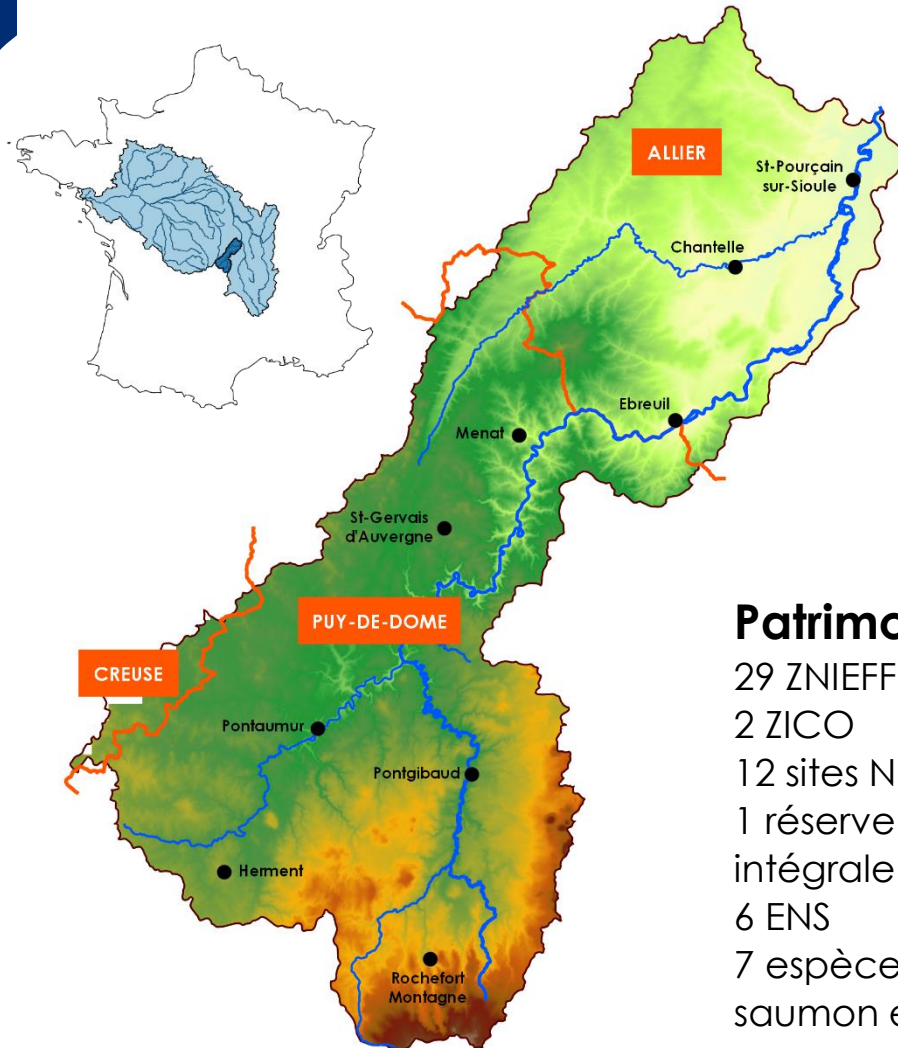 ALLIER
St-Pourçain
sur-Sioule
Chantelle
Ebreuil
Menat
St-Gervais
d'Auvergne
PUY-DE-DOME
CREUSE
Pontaumur
Pontgibaud
Herment
Rochefort
Montagne
Patrimo
29 ZNIEFF
2 ZICO
12 sites N
1 réserve
intégrale
6 ENS
7 espèce
saumon e